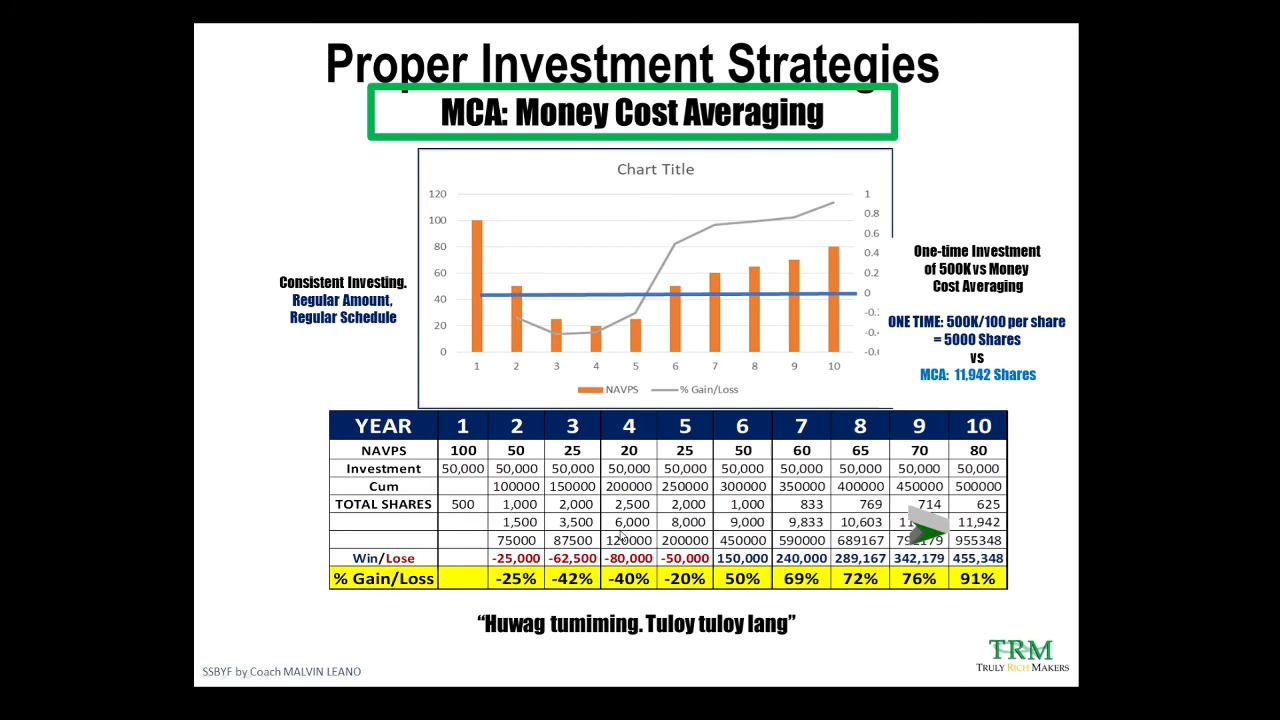 Proper Investment Strategies
MCA: Money Cost Averaging
Chart Title
120
100
80
60
40
20
0
1
0.8
0.6
0.4
0.2
0
1 2 3 4 5 6 7 8 9 10
NAVPS % Gain/Loss
Consistent Investing.
Regular Amount,
Regular Schedule
One-time Investment
of 500K vs Money
Cost Averaging
ONE TIME: 500K/100 per share
= 5000 Shares
vs
MCA: 11,942 Shares
YEAR 1 2 3 4 5 6 7 8 9 10
NAVPS 100 50 25 20 25 50 60 65 70 80
Investment 50,000 50,000 50,000 50,000 50,000 50,000 50,000 50,000 50,000 50,000
Cum 100000 150000 200000 250000 300000 350000 400000 450000 500000
TOTAL SHARES 500 1,000 2,000 2,500 2,000 1,000 833 769 714 625
1,500 3,500 6,000 8,000 9,000 9,833 10,603 11,942
75000 87500 120000 200000 450000 590000 689167 955348
Win/Lose -25,000 -62,500 -80,000 -50,000 150,000 240,000 289,167 342,179 455,348
% Gain/Loss -25% -42% -40% -20% 50% 69% 72% 76% 91%
“Huwag tumiming. Tuloy tuloy lang”
SSBYF by Coach MALVIN LEANO
TRM
TRULY RICH MAKERS